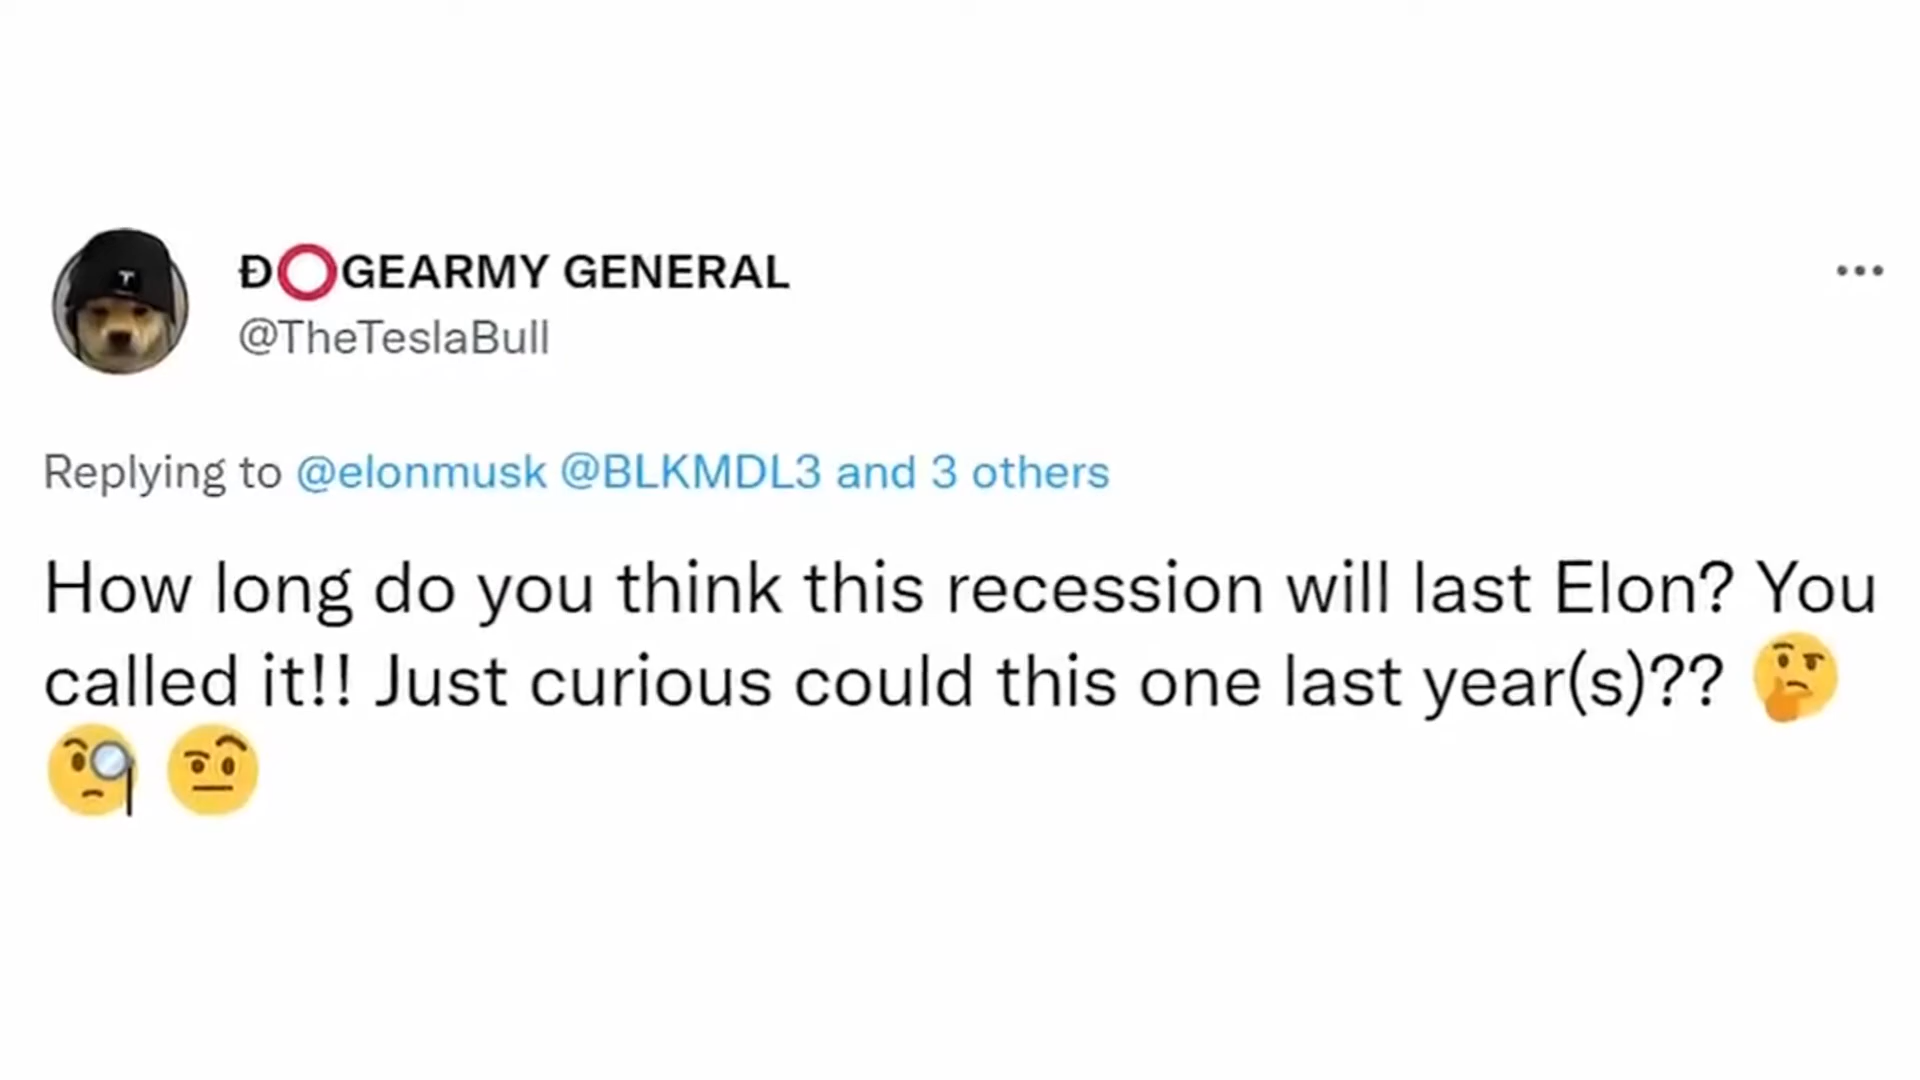 Đ⭕GEARMY GENERAL
@TheTeslaBull
Replying to @elonmusk @BLKMDL3 and 3 others
How long do you think this recession will last Elon? You
called it!! Just curious could this one last year(s)?? 🤔
🧐 🤨